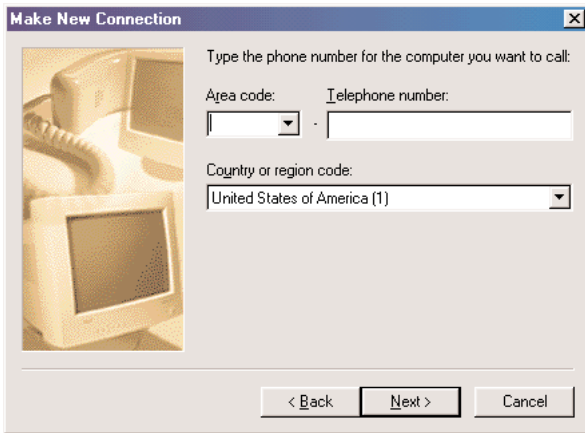 Make New Connection
Type the phone number for the computer you want to call:
Area code: Telephone number:
-
Country or region code:
United States of America (1)
< Back Next > Cancel